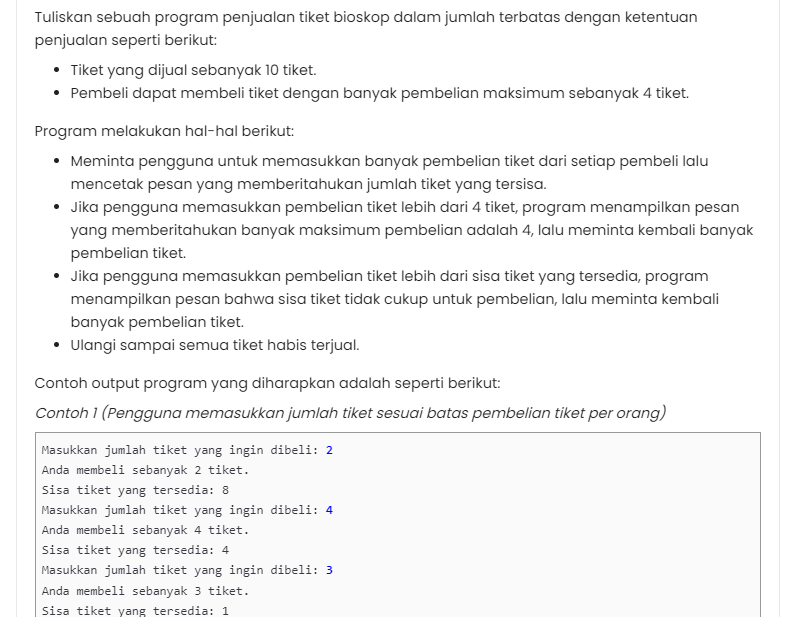 Tuliskan sebuah program penjualan tiket bioskop dalam jumlah terbatas dengan ketentuan
penjualan seperti berikut:
• Tiket yang dijual sebanyak 10 tiket.
• Pembeli dapat membeli tiket dengan banyak pembelian maksimum sebanyak 4 tiket.
Program melakukan hal-hal berikut:
• Meminta pengguna untuk memasukkan banyak pembelian tiket dari setiap pembeli lalu
mencetak pesan yang memberitahukan jumlah tiket yang tersisa.
• Jika pengguna memasukkan pembelian tiket lebih dari 4 tiket, program menampilkan pesan
yang memberitahukan banyak maksimum pembelian adalah 4, lalu meminta kembali banyak
pembelian tiket.
• Jika pengguna memasukkan pembelian tiket lebih dari sisa tiket yang tersedia, program
menampilkan pesan bahwa sisa tiket tidak cukup untuk pembelian, lalu meminta kembali
banyak pembelian tiket.
• Ulangi sampai semua tiket habis terjual.
Contoh output program yang diharapkan adalah seperti berikut:
Contoh 1 (Pengguna memasukkan jumlah tiket sesuai batas pembelian tiket per orang)
Masukkan jumlah tiket yang ingin dibeli: 2
Anda membeli sebanyak 2 tiket.
Sisa tiket yang tersedia: 8
Masukkan jumlah tiket yang ingin dibeli: 4
Anda membeli sebanyak 4 tiket.
Sisa tiket yang tersedia: 4
Masukkan jumlah tiket yang ingin dibeli: 3
Anda membeli sebanyak 3 tiket.
Sisa tiket yang tersedia: 1